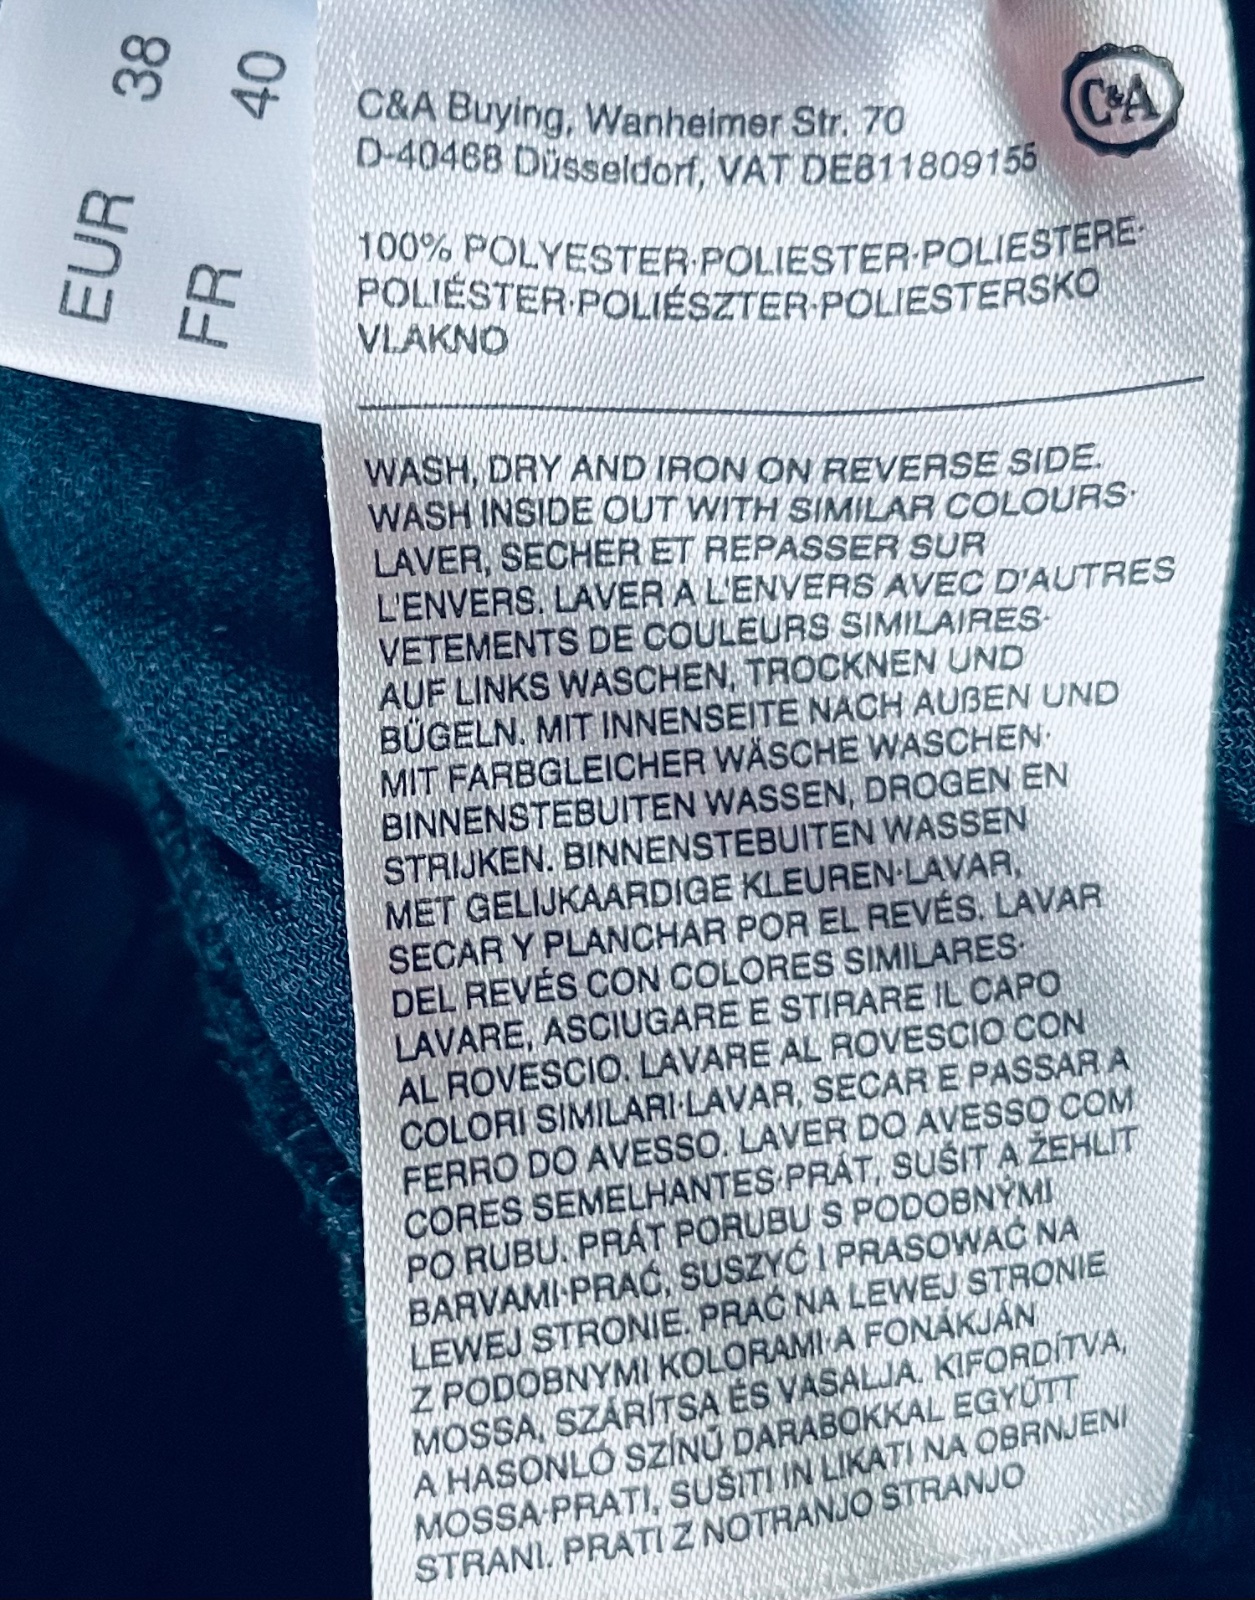 EUR 38
FR 40
C&A
C&A Buying, Wanheimer Str. 70
D-40468 Düsseldorf, VAT DE811809155
100% POLYESTER·POLIESTER·POLIESTERE·
POLIÉSTER·POLIÉSZTER·POLIESTERSKO
VLAKNO
WASH, DRY AND IRON ON REVERSE SIDE.
WASH INSIDE OUT WITH SIMILAR COLOURS·
LAVER, SECHER ET REPASSER SUR
L'ENVERS. LAVER A L'ENVERS AVEC D'AUTRES
VETEMENTS DE COULEURS SIMILAIRES·
AUF LINKS WASCHEN, TROCKNEN UND
BÜGELN. MIT INNENSEITE NACH AUßEN UND
MIT FARBGLEICHER WÄSCHE WASCHEN·
BINNENSTEBUITEN WASSEN, DROGEN EN
STRIJKEN. BINNENSTEBUITEN WASSEN
MET GELIJKAARDIGE KLEUREN·LAVAR,
SECAR Y PLANCHAR POR EL REVÉS. LAVAR
DEL REVÉS CON COLORES SIMILARES·
LAVARE, ASCIUGARE E STIRARE IL CAPO
AL ROVESCIO. LAVARE AL ROVESCIO CON
COLORI SIMILARI·LAVAR, SECAR E PASSAR A
FERRO DO AVESSO. LAVER DO AVESSO COM
CORES SEMELHANTES·PRÁT, SUŠIT A ŽEHLIT
PO RUBU. PRÁT PORUBU S PODOBNÝMI
BARVAMI·PRAĆ, SUSZYĆ I PRASOWAĆ NA
LEWEJ STRONIE. PRAĆ NA LEWEJ STRONIE
Z PODOBNYMI KOLORAMI·A FONÁKJÁN
MOSSA, SZÁRÍTSA ÉS VASALJA. KIFORDÍTVA,
A HASONLÓ SZÍNŰ DARABOKKAL EGYÜTT
MOSSA·PRATI, SUŠITI IN LIKATI NA OBRNJENI
STRANI. PRATI Z NOTRANJO STRANJO